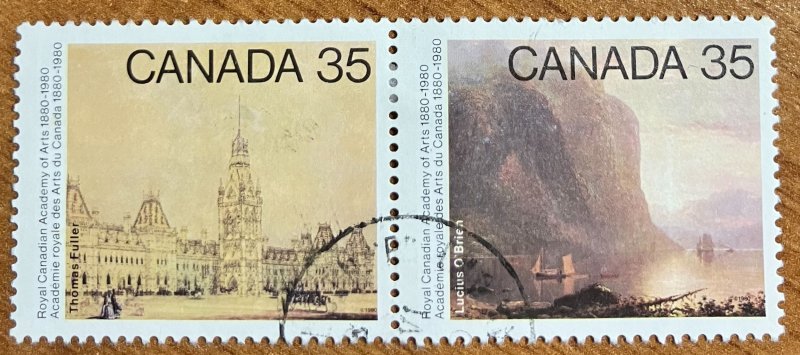 CANADA 35
Royal Canadian Academy of Arts 1880-1980
Académie royale des Arts du Canada 1880-1980
Thomas Fuller
©1980
CANADA 35
Royal Canadian Academy of Arts 1880-1980
Académie royale des Arts du Canada 1880-1980
Lucius O'Brien
©1980